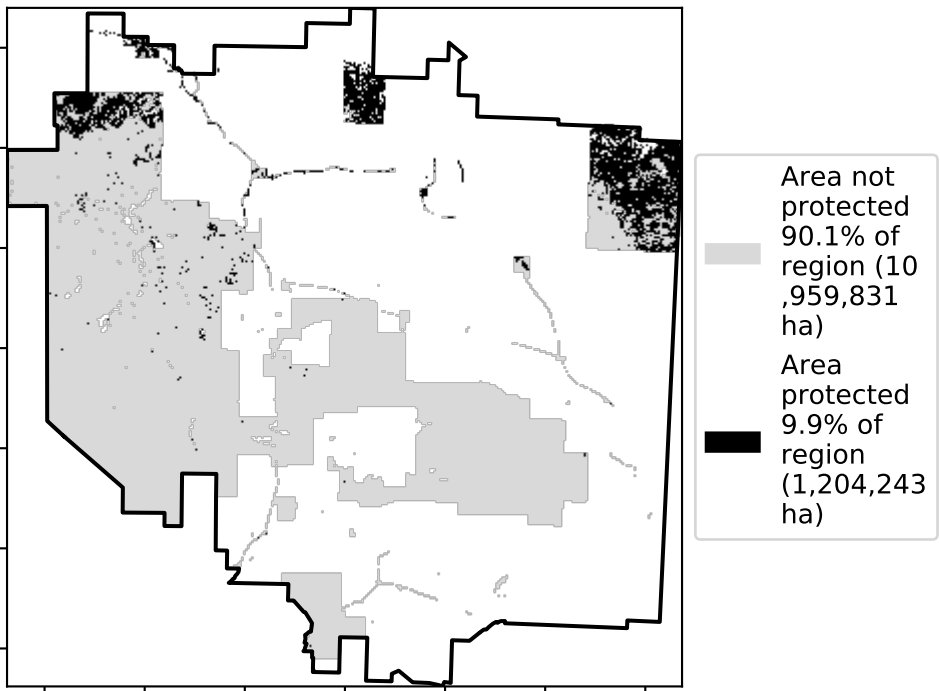 Area not
protected
90.1% of
region (10
,959,831
ha)
Area
protected
9.9% of
region
(1,204,243
ha)